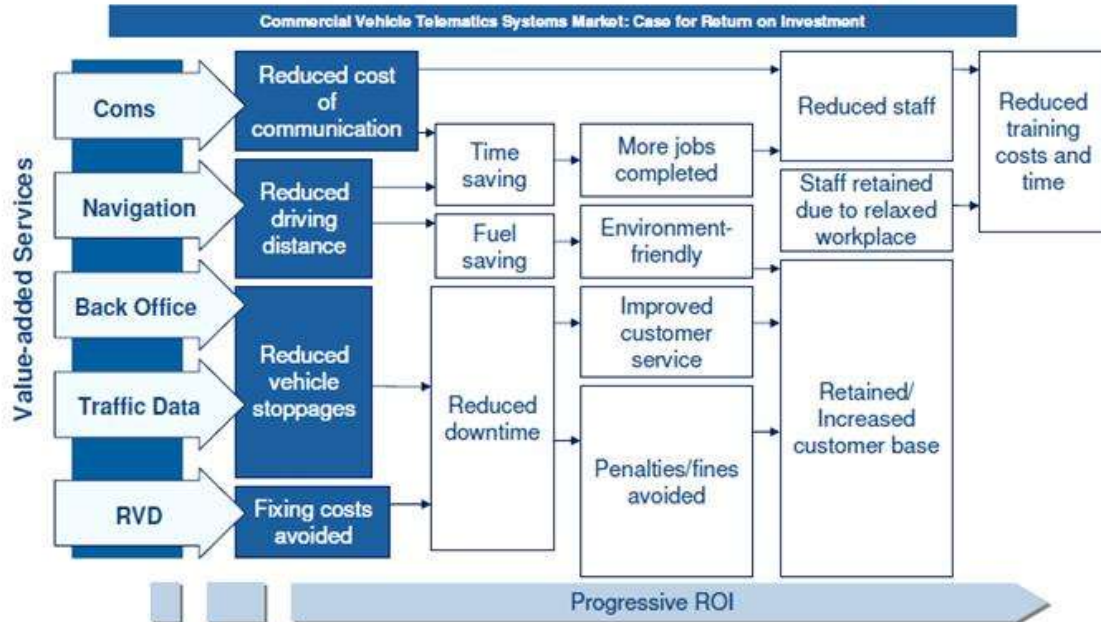 Commercial Vehicle Telematics Systems Market: Case for Return on Investment
Value-added Services
Coms
Navigation
Back Office
Traffic Data
RVD
Reduced cost
of
communication
Reduced
driving
distance
Reduced
vehicle
stoppages
Fixing costs
avoided
Time
saving
Fuel
saving
Reduced
downtime
More jobs
completed
Environment-
friendly
Improved
customer
service
Penalties/fines
avoided
Reduced staff
Staff retained
due to relaxed
workplace
Retained/
Increased
customer base
Reduced
training
costs and
time
Progressive ROI